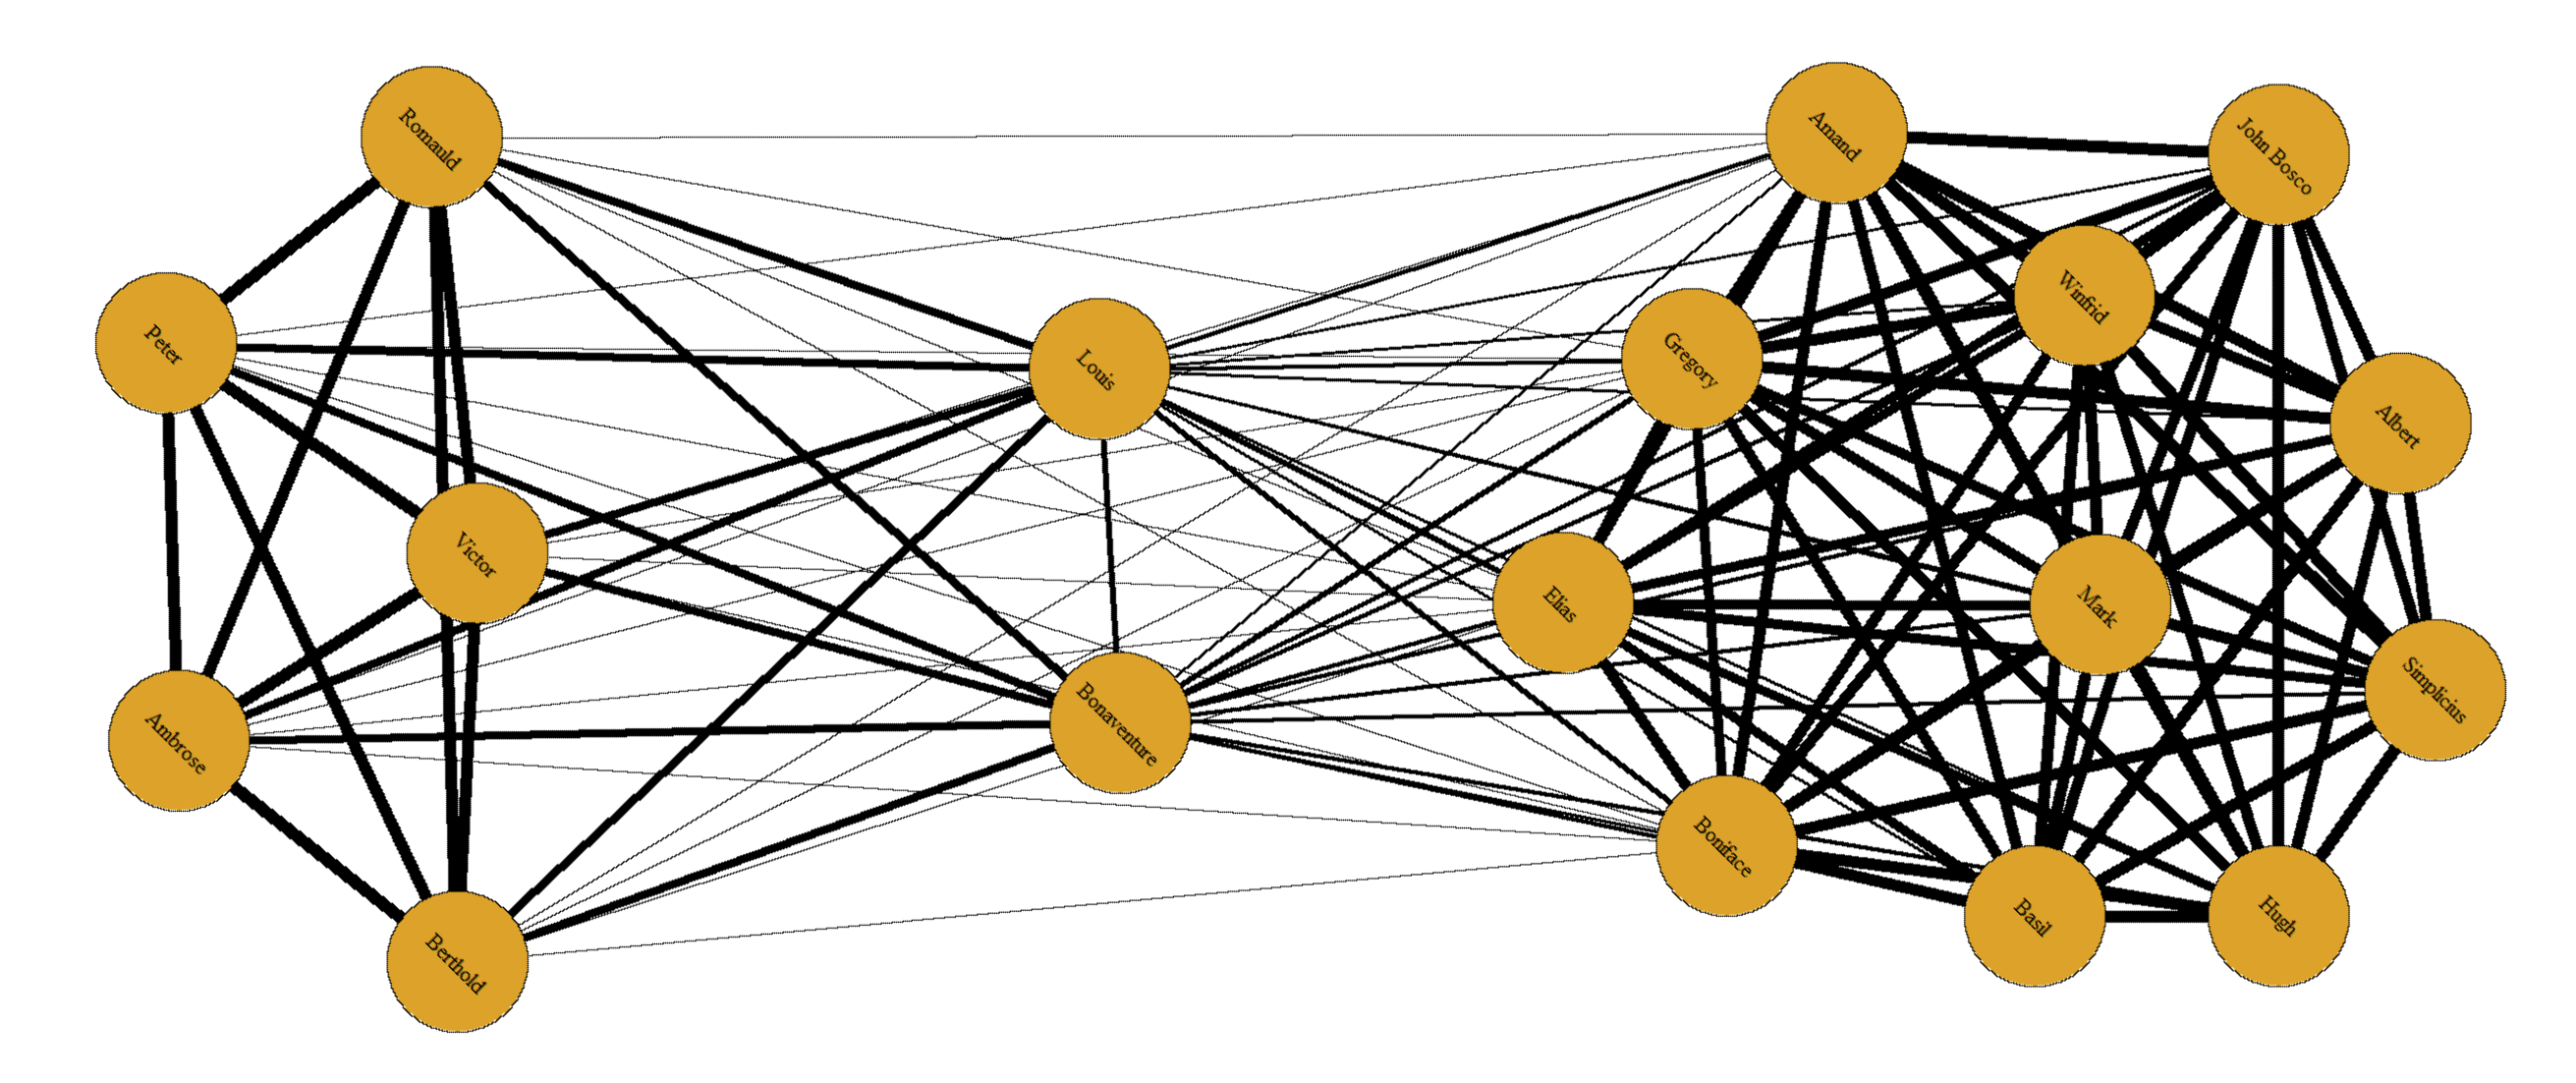 Romauld
Amand
John Bosco
Winfrid
Peter
Louis
Gregory
Albert
Victor
Elias
Mark
Simplicius
Ambrose
Bonaventure
Boniface
Basil
Hugh
Berthold